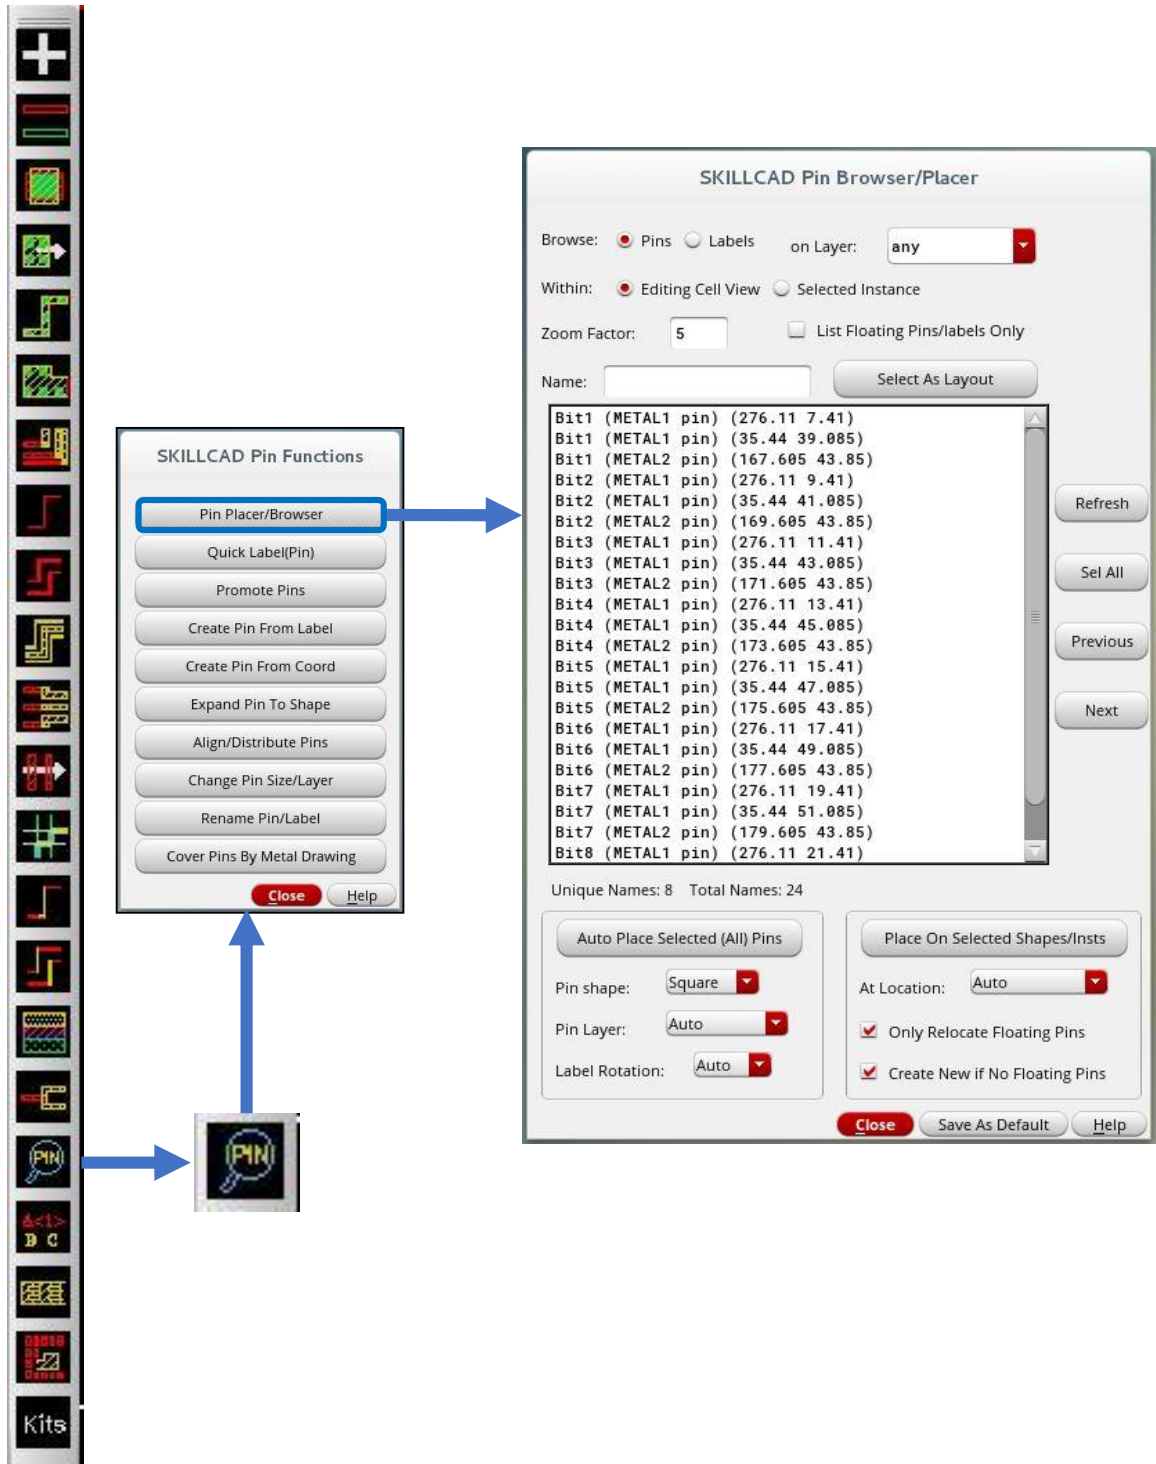 SKILLCAD Pin Functions
Pin Placer/Browser
Quick Label(Pin)
Promote Pins
Create Pin From Label
Create Pin From Coord
Expand Pin To Shape
Align/Distribute Pins
Change Pin Size/Layer
Rename Pin/Label
Cover Pins By Metal Drawing
Close Help
SKILLCAD Pin Browser/Placer
Browse: Pins Labels on Layer: any
Within: Editing Cell View Selected Instance
Zoom Factor: 5 List Floating Pins/labels Only
Name: Select As Layout
Bit1 (METAL1 pin) (276.11 7.41)
Bit1 (METAL1 pin) (35.44 39.085)
Bit1 (METAL2 pin) (167.605 43.85)
Bit2 (METAL1 pin) (276.11 9.41)
Bit2 (METAL1 pin) (35.44 41.085)
Bit2 (METAL2 pin) (169.605 43.85)
Bit3 (METAL1 pin) (276.11 11.41)
Bit3 (METAL1 pin) (35.44 43.085)
Bit3 (METAL2 pin) (171.605 43.85)
Bit4 (METAL1 pin) (276.11 13.41)
Bit4 (METAL1 pin) (35.44 45.085)
Bit4 (METAL2 pin) (173.605 43.85)
Bit5 (METAL1 pin) (276.11 15.41)
Bit5 (METAL1 pin) (35.44 47.085)
Bit5 (METAL2 pin) (175.605 43.85)
Bit6 (METAL1 pin) (276.11 17.41)
Bit6 (METAL1 pin) (35.44 49.085)
Bit6 (METAL2 pin) (177.605 43.85)
Bit7 (METAL1 pin) (276.11 19.41)
Bit7 (METAL1 pin) (35.44 51.085)
Bit7 (METAL2 pin) (179.605 43.85)
Bit8 (METAL1 pin) (276.11 21.41)
Refresh
Sel All
Previous
Next
Unique Names: 8 Total Names: 24
Auto Place Selected (All) Pins
Pin shape: Square
Pin Layer: Auto
Label Rotation: Auto
Place On Selected Shapes/Insts
At Location: Auto
Only Relocate Floating Pins
Create New if No Floating Pins
Close Save As Default Help
PIN
PIN
&<1>
B C
Kits